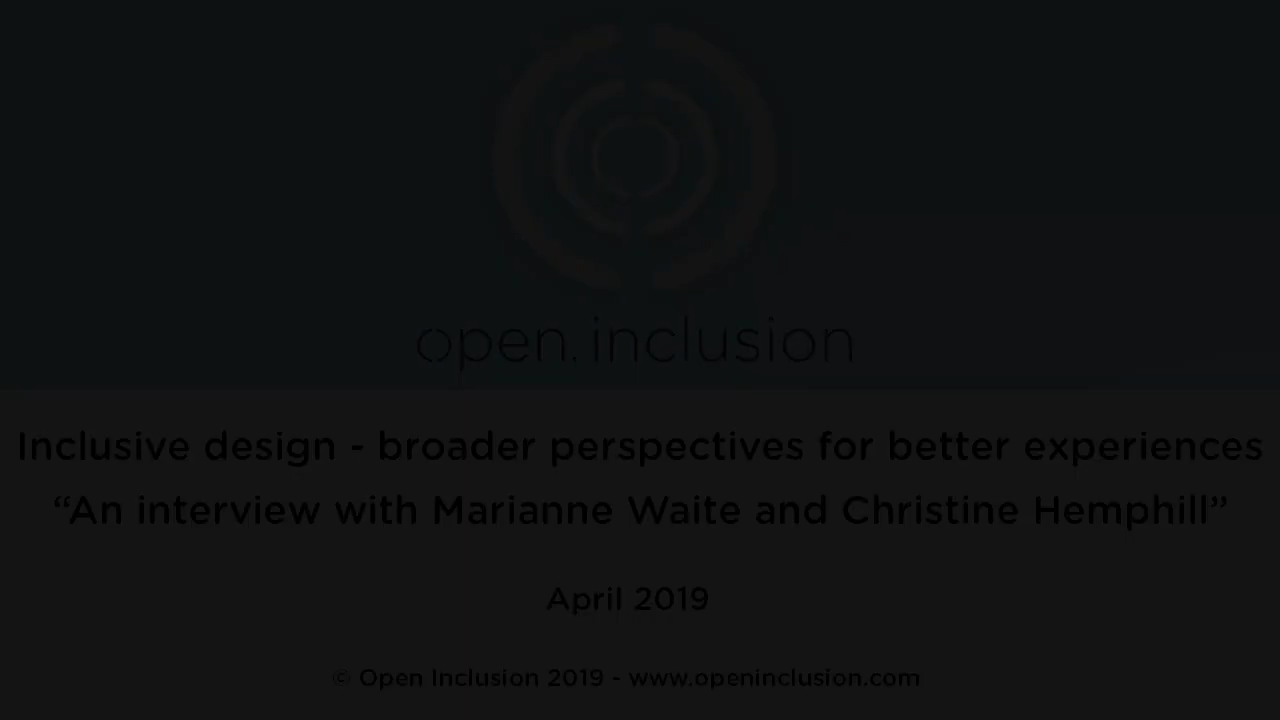 open.inclusion
Inclusive design - broader perspectives for better experiences
“An interview with Marianne Waite and Christine Hemphill”
April 2019
© Open Inclusion 2019 - www.openinclusion.com